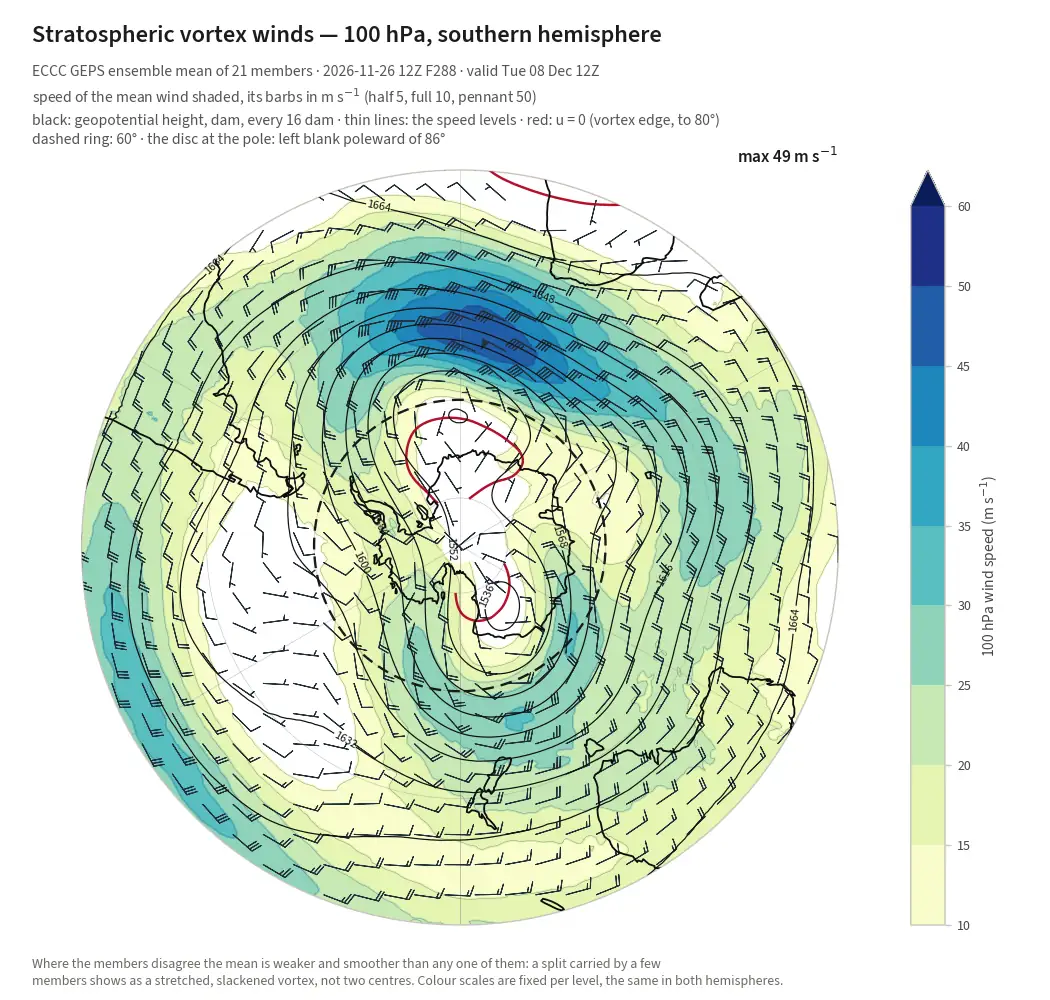 Stratospheric vortex winds — 100 hPa, southern hemisphere
ECCC GEPS ensemble mean of 21 members · 2026-11-26 12Z F288 · valid Tue 08 Dec 12Z
speed of the mean wind shaded, its barbs in m s⁻¹ (half 5, full 10, pennant 50)
black: geopotential height, dam, every 16 dam · thin lines: the speed levels · red: u = 0 (vortex edge, to 80°)
dashed ring: 60° · the disc at the pole: left blank poleward of 86°
max 49 m s⁻¹
1664
1664
1648
1568
1552
1536
1600
1616
1664
1632
60
50
45
40
35
30
25
20
15
10
100 hPa wind speed (m s⁻¹)
Where the members disagree the mean is weaker and smoother than any one of them: a split carried by a few
members shows as a stretched, slackened vortex, not two centres. Colour scales are fixed per level, the same in both hemispheres.